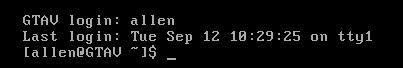 GTAV login: allen
Last login: Tue Sep 12 10:29:25 on tty1
[allen@GTAV ~]$ _